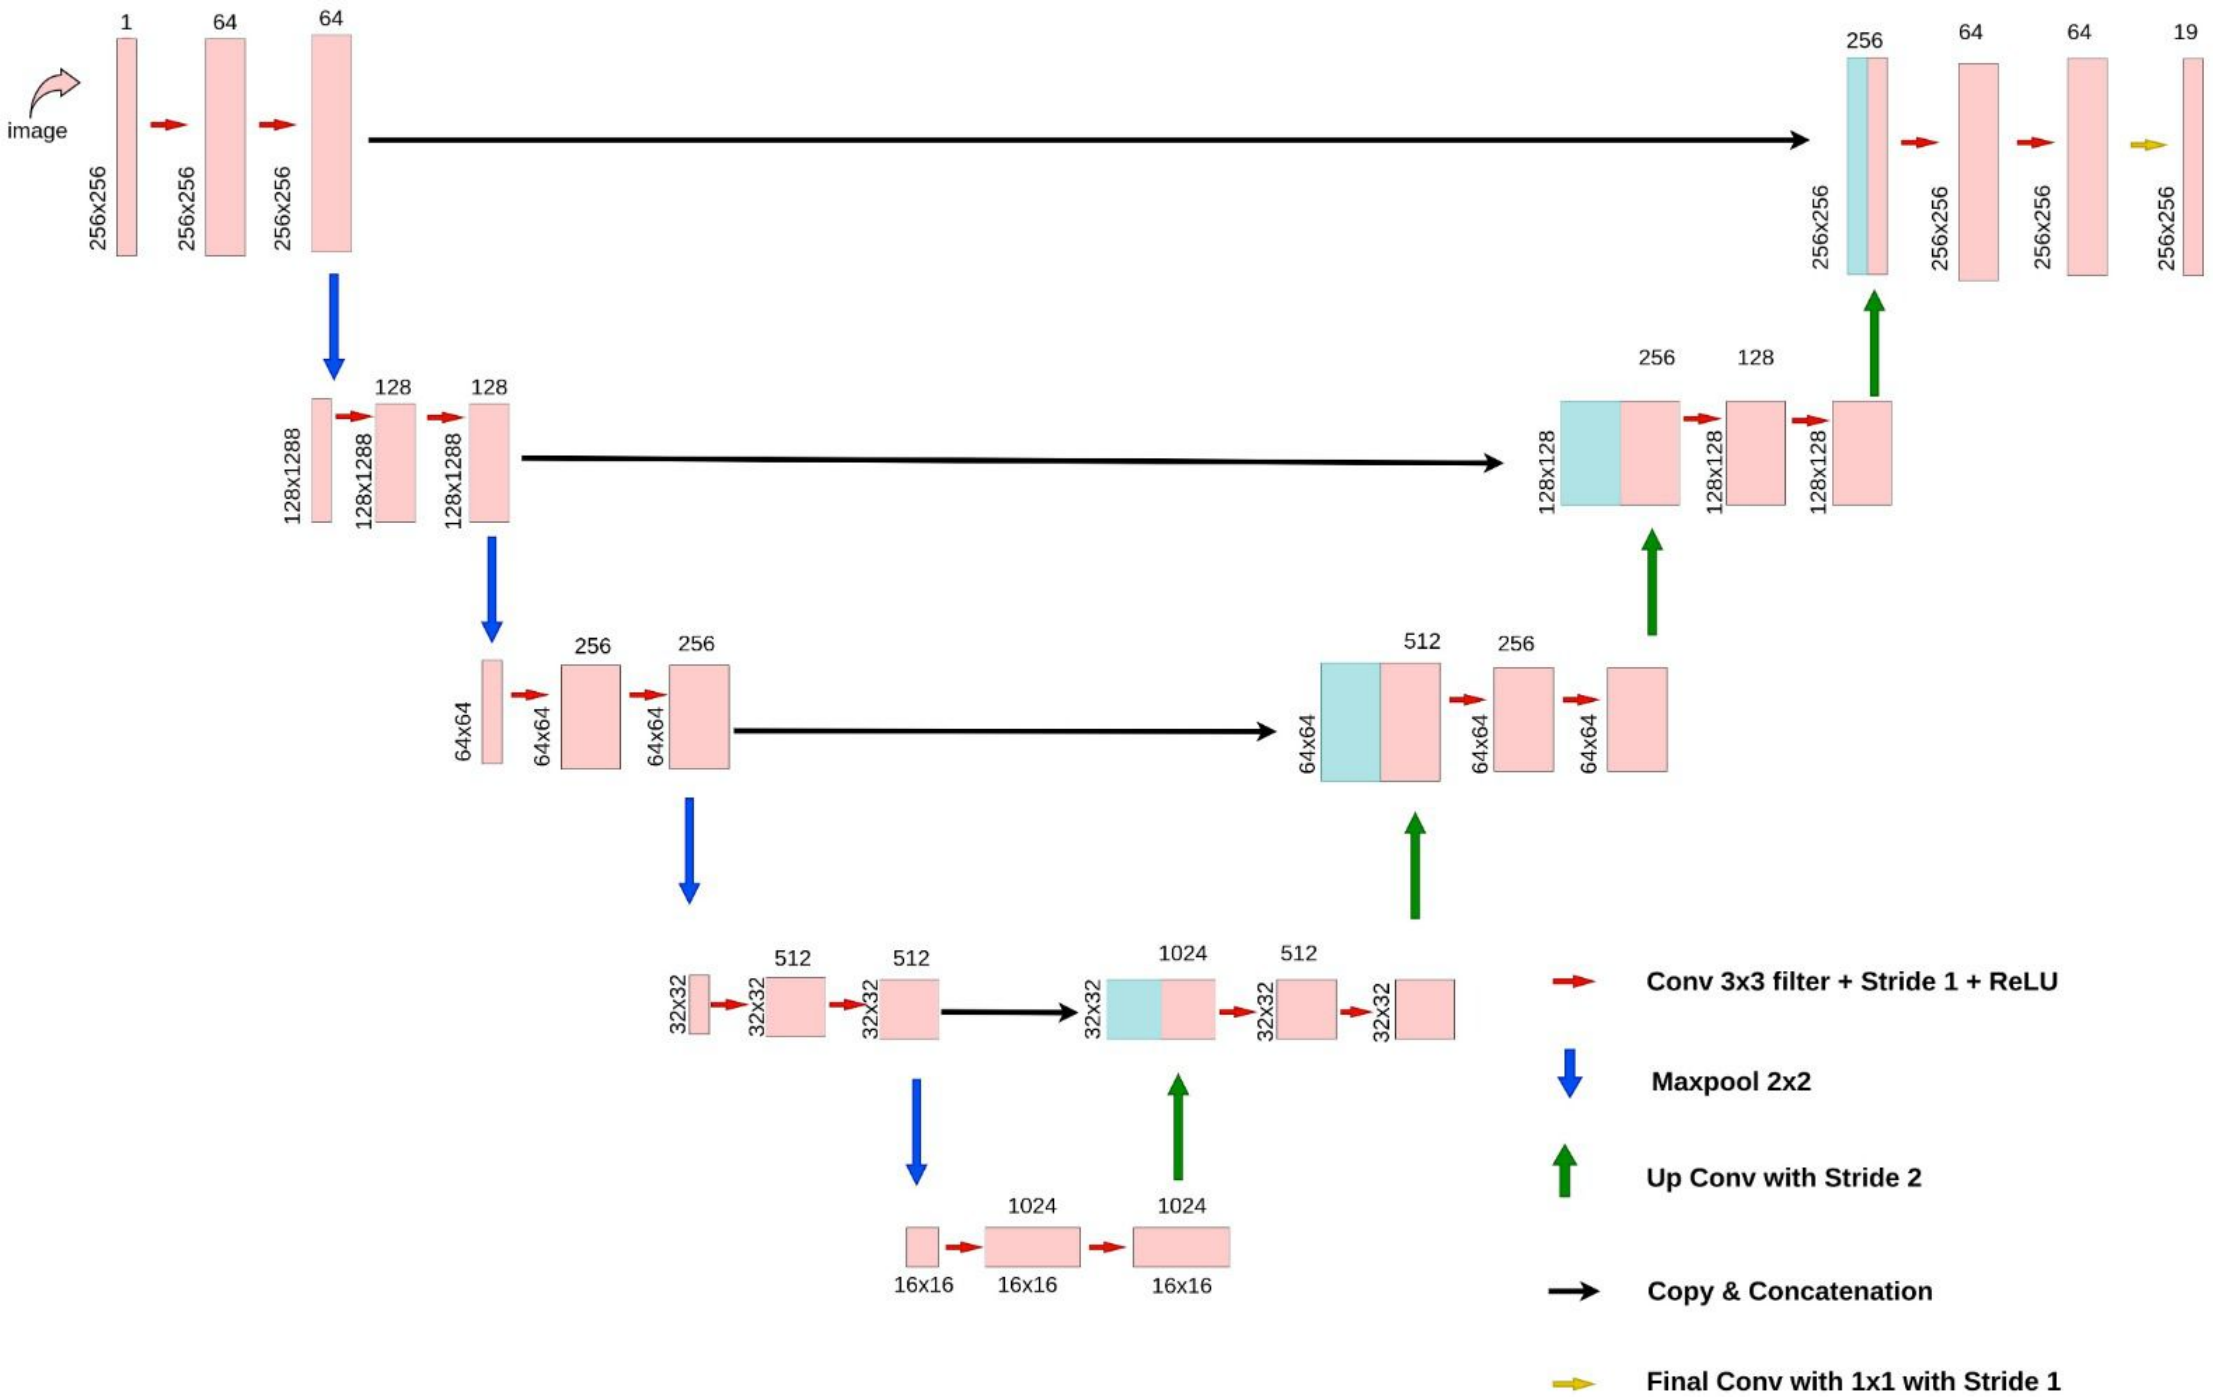 1
64
64
256
64
64
19
image
256x256
256x256
256x256
256x256
256x256
256x256
256x256
128
128
256
128
128x1288
128x1288
128x1288
128x128
128x128
128x128
256
256
512
256
64x64
64x64
64x64
64x64
64x64
64x64
512
512
1024
512
32x32
32x32
32x32
32x32
32x32
32x32
1024
1024
16x16
16x16
16x16
Conv 3x3 filter + Stride 1 + ReLU
Maxpool 2x2
Up Conv with Stride 2
Copy & Concatenation
Final Conv with 1x1 with Stride 1